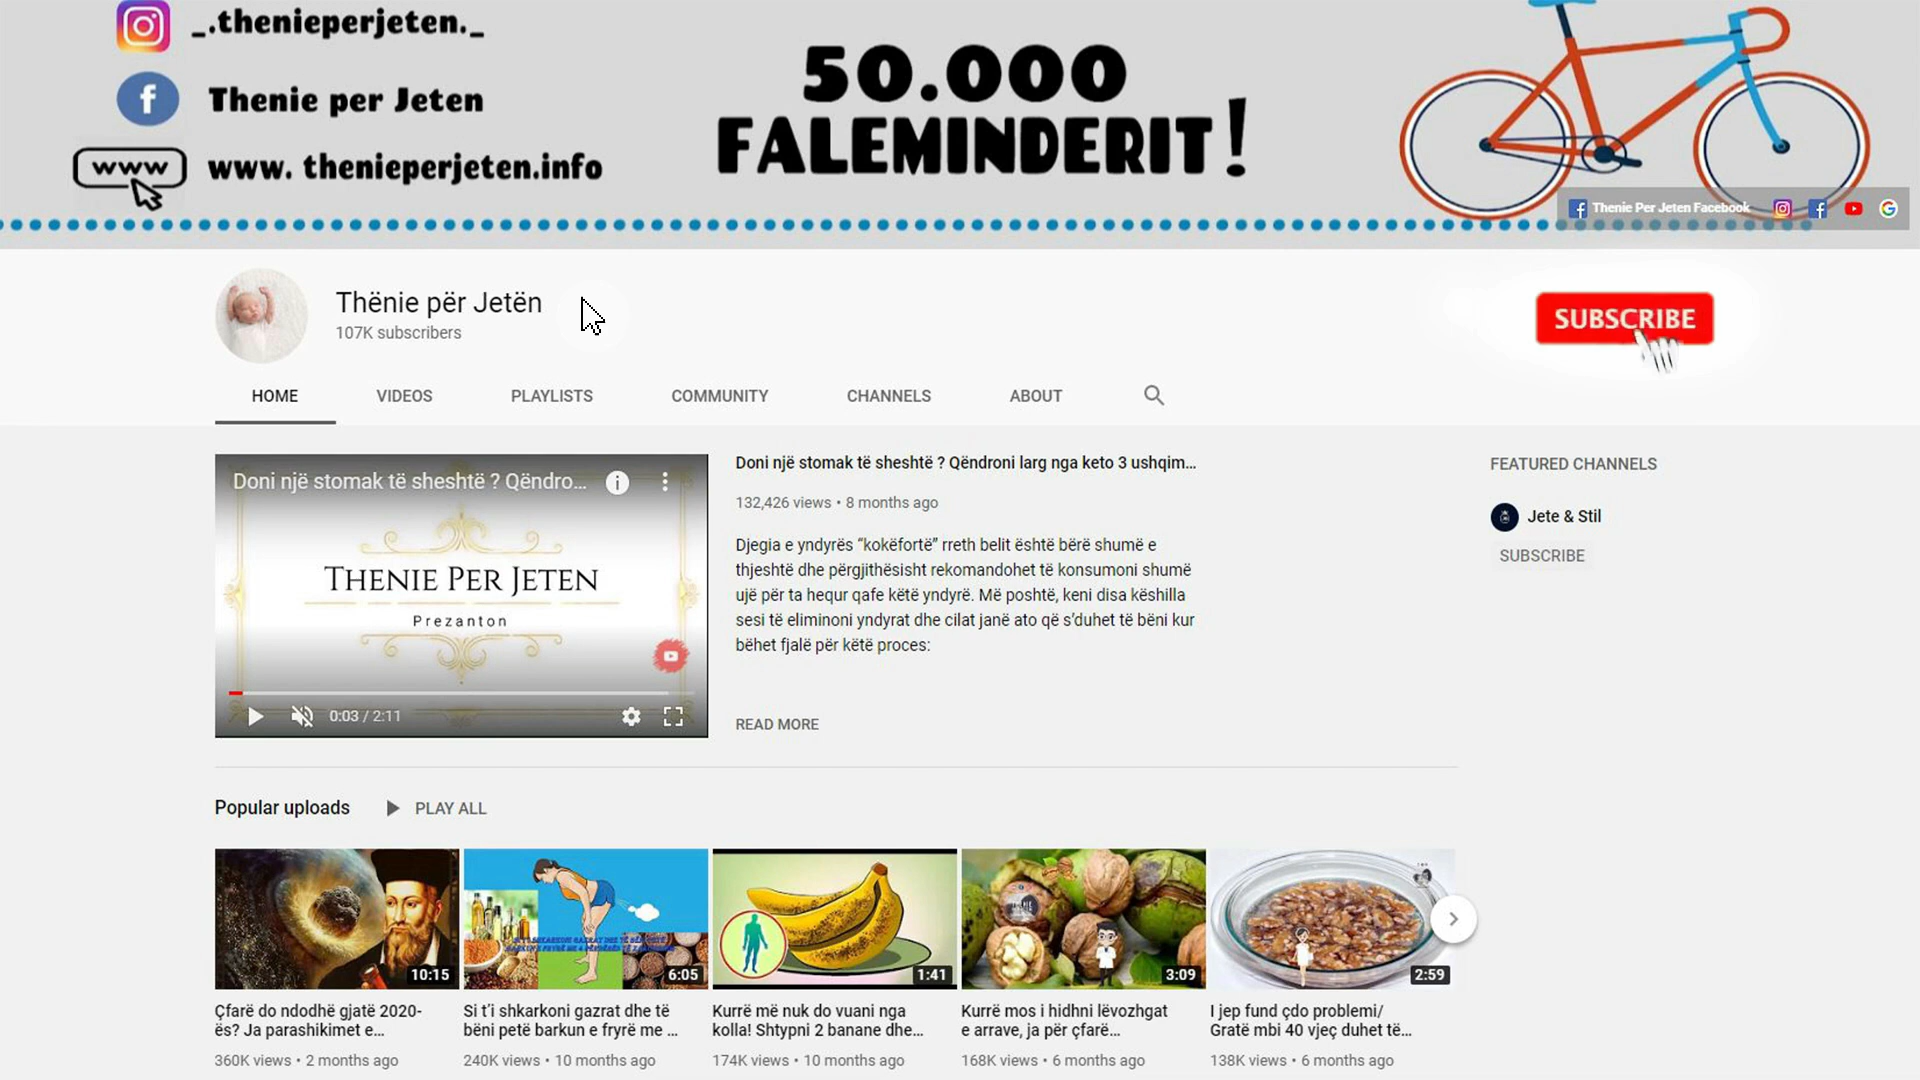 _.thenieperjeten._
Thenie per Jeten
www
www. thenieperjeten.info
50.000
FALEMINDERIT!
Thenie Per Jeten Facebook
Thënie për Jetën
107K subscribers
SUBSCRIBE
HOME
VIDEOS
PLAYLISTS
COMMUNITY
CHANNELS
ABOUT
Doni një stomak të sheshtë ? Qëndro...
THENIE PER JETEN
Prezanton
0:03 / 2:11
Doni një stomak të sheshtë ? Qëndroni larg nga keto 3 ushqim...
132,426 views • 8 months ago
Djegia e yndyrës “kokëfortë” rreth belit është bërë shumë e
thjeshtë dhe përgjithësisht rekomandohet të konsumoni shumë
ujë për ta hequr qafe këtë yndyrë. Më poshtë, keni disa këshilla
sesi të eliminoni yndyrat dhe cilat janë ato që s’duhet të bëni kur
bëhet fjalë për këtë proces:
READ MORE
FEATURED CHANNELS
Jete & Stil
SUBSCRIBE
Popular uploads
PLAY ALL
10:15
Çfarë do ndodhë gjatë 2020-
ës? Ja parashikimet e...
360K views • 2 months ago
6:05
Si t’i shkarkoni gazrat dhe të
bëni petë barkun e fryrë me ...
240K views • 10 months ago
1:41
Kurrë më nuk do vuani nga
kolla! Shtypni 2 banane dhe...
174K views • 10 months ago
3:09
Kurrë mos i hidhni lëvozhgat
e arrave, ja për çfarë...
168K views • 6 months ago
2:59
I jep fund çdo problemi/
Gratë mbi 40 vjeç duhet të...
138K views • 6 months ago